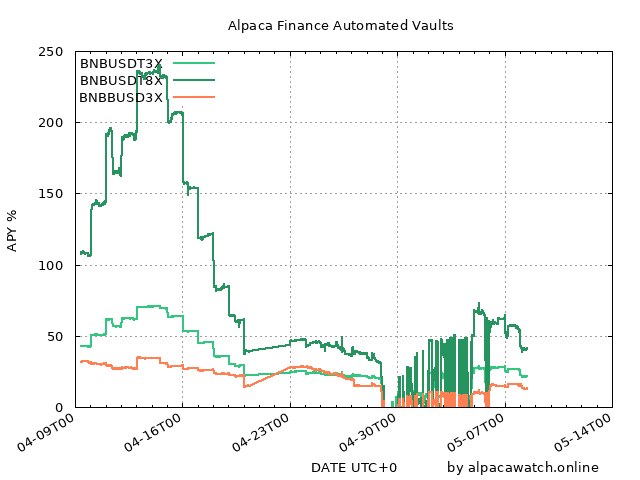 Alpaca Finance Automated Vaults
250
200
150
100
50
0
APY %
BNBUSDT3X
BNBUSDT8X
BNBBUSD3X
04-09T00
04-16T00
04-23T00
04-30T00
05-07T00
05-14T00
DATE UTC+0
by alpacawatch.online